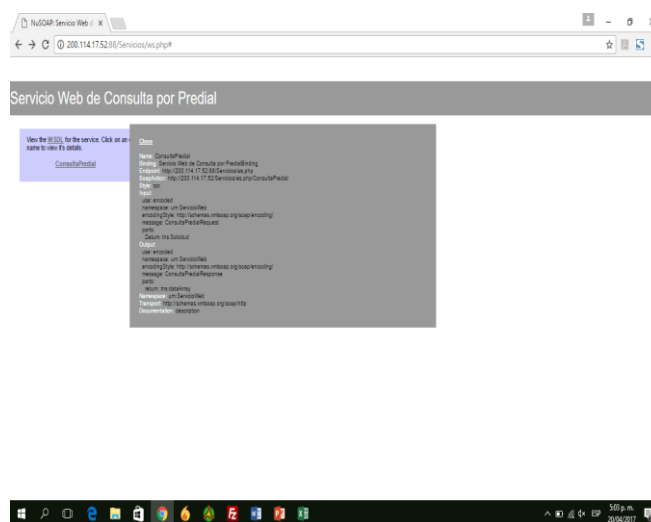 NuSOAP: Servicio Web d
200.114.17.52:88/Servicios/ws.php#
Servicio Web de Consulta por Predial
View the WSDL for the service. Click on an
name to view it's details.
ConsultaPredial
Close
Name: ConsultaPredial
Binding: Servicio Web de Consulta por PredialBinding
Endpoint: http://200.114.17.52:88/Servicios/ws.php
SoapAction: http://200.114.17.52/Servicios/ws.php/ConsultaPredial
Style: rpc
Input:
use: encoded
namespace: urn:ServicioWeb
encodingStyle: http://schemas.xmlsoap.org/soap/encoding/
message: ConsultaPredialRequest
parts:
Datum: tns:Solicitud
Output:
use: encoded
namespace: urn:ServicioWeb
encodingStyle: http://schemas.xmlsoap.org/soap/encoding/
message: ConsultaPredialResponse
parts:
return: tns:dataArray
Namespace: urn:ServicioWeb
Transport: http://schemas.xmlsoap.org/soap/http
Documentation: description
ESP
5:03 p. m.
20/04/2017